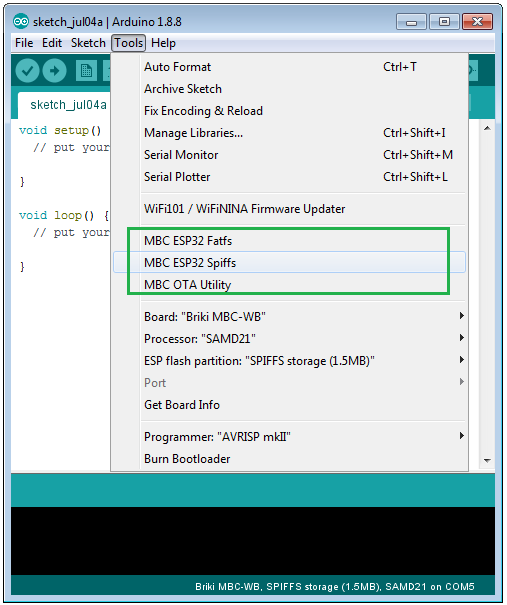 sketch_jul04a | Arduino 1.8.8
File Edit Sketch Tools Help
sketch_jul04a
void setup()
// put your
}
void loop() {
// put your
}
Auto Format Ctrl+T
Archive Sketch
Fix Encoding & Reload
Manage Libraries... Ctrl+Shift+I
Serial Monitor Ctrl+Shift+M
Serial Plotter Ctrl+Shift+L
WiFi101 / WiFiNINA Firmware Updater
MBC ESP32 Fatfs
MBC ESP32 Spiffs
MBC OTA Utility
Board: "Briki MBC-WB"
Processor: "SAMD21"
ESP flash partition: "SPIFFS storage (1.5MB)"
Port
Get Board Info
Programmer: "AVRISP mkII"
Burn Bootloader
Briki MBC-WB, SPIFFS storage (1.5MB), SAMD21 on COM5